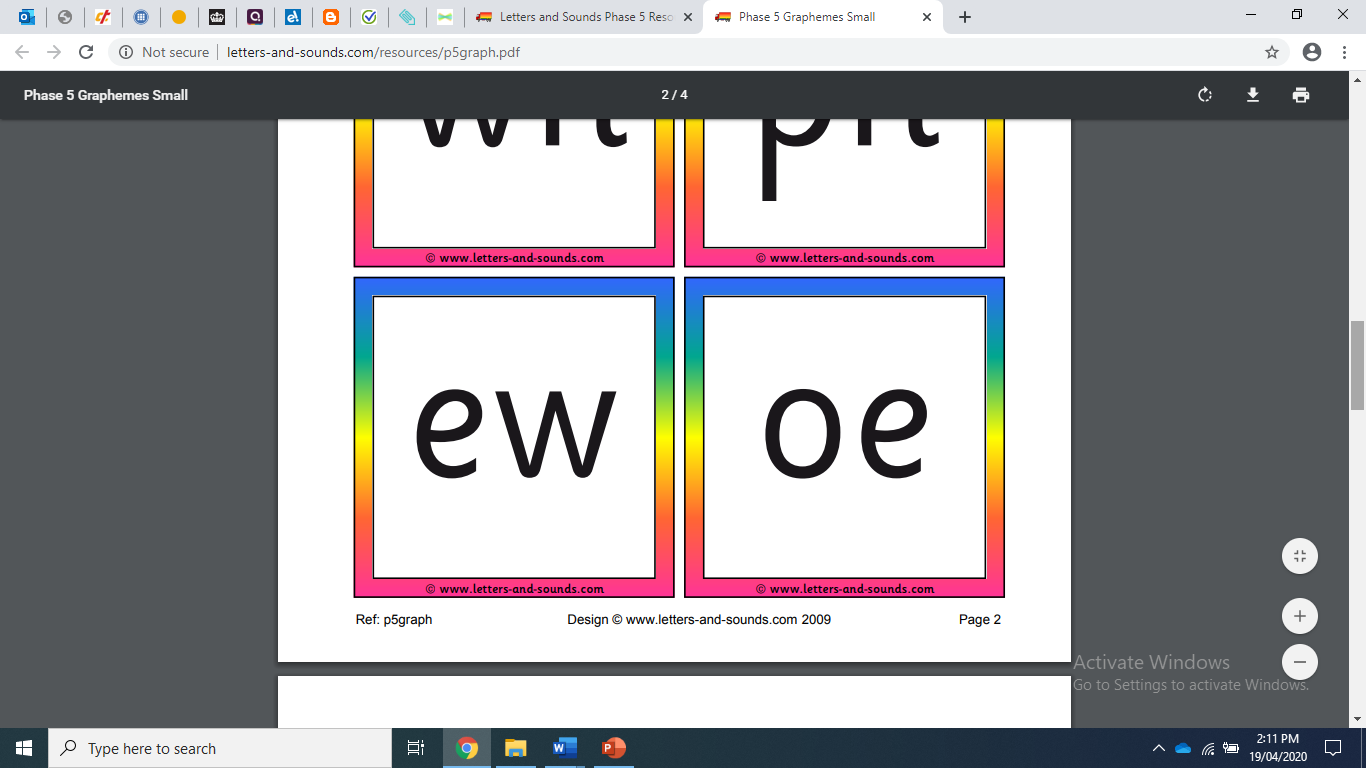 Letters and Sounds Phase 5 Reso
Phase 5 Graphemes Small
Not secure
letters-and-sounds.com/resources/p5graph.pdf
Phase 5 Graphemes Small
2 / 4
© www.letters-and-sounds.com
© www.letters-and-sounds.com
ew
oe
© www.letters-and-sounds.com
© www.letters-and-sounds.com
Ref: p5graph
Design © www.letters-and-sounds.com 2009
Page 2
Activate Windows
Go to Settings to activate Windows.
Type here to search
2:11 PM
19/04/2020